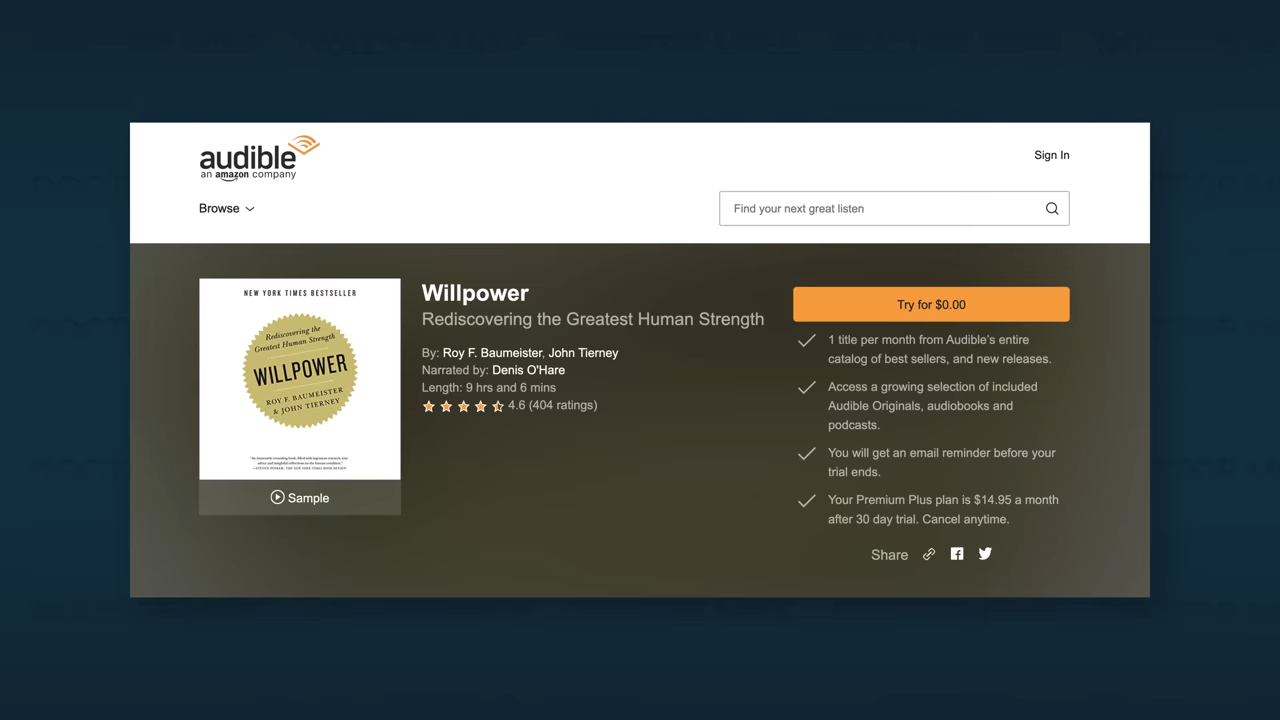 audible
an amazon company
Sign In
Browse
Find your next great listen
NEW YORK TIMES BESTSELLER
Rediscovering the
Greatest Human Strength
WILLPOWER
ROY F. BAUMEISTER
& JOHN TIERNEY
Sample
Willpower
Rediscovering the Greatest Human Strength
By: Roy F. Baumeister, John Tierney
Narrated by: Denis O'Hare
Length: 9 hrs and 6 mins
4.6 (404 ratings)
Try for $0.00
1 title per month from Audible's entire
catalog of best sellers, and new releases.
Access a growing selection of included
Audible Originals, audiobooks and
podcasts.
You will get an email reminder before your
trial ends.
Your Premium Plus plan is $14.95 a month
after 30 day trial. Cancel anytime.
Share